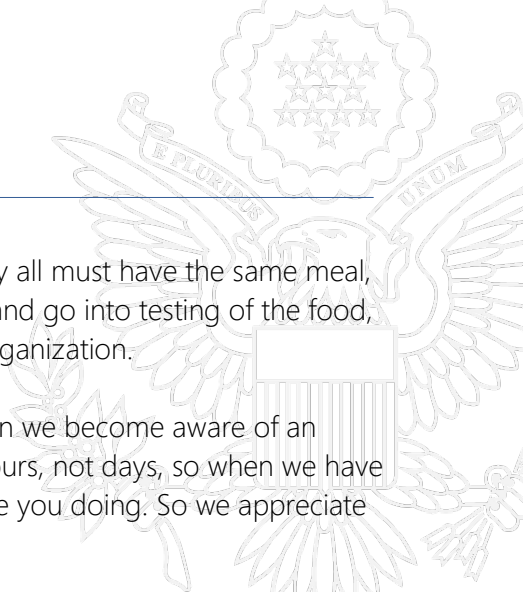 E PLURIBUS UNUM
y all must have the same meal,
and go into testing of the food,
ganization.
n we become aware of an
urs, not days, so when we have
e you doing. So we appreciate